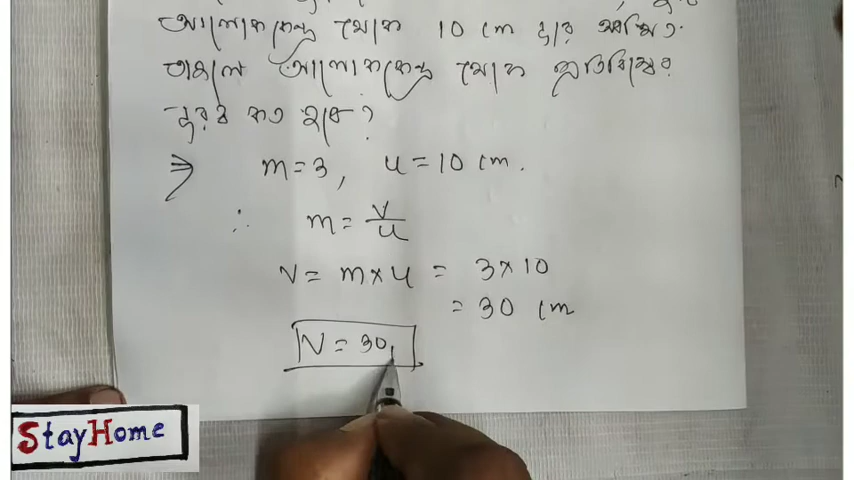 আলোককেন্দ্র থেকে 10 cm দূরে অবস্থিত.
তাহলে আলোককেন্দ্র থেকে প্রতিবিম্বের
দূরত্ব কত হবে?
⇒ m = 3, u = 10 cm.
∴ m = v/u
v = m × u = 3 × 10
= 30 cm
V = 30
StayHome